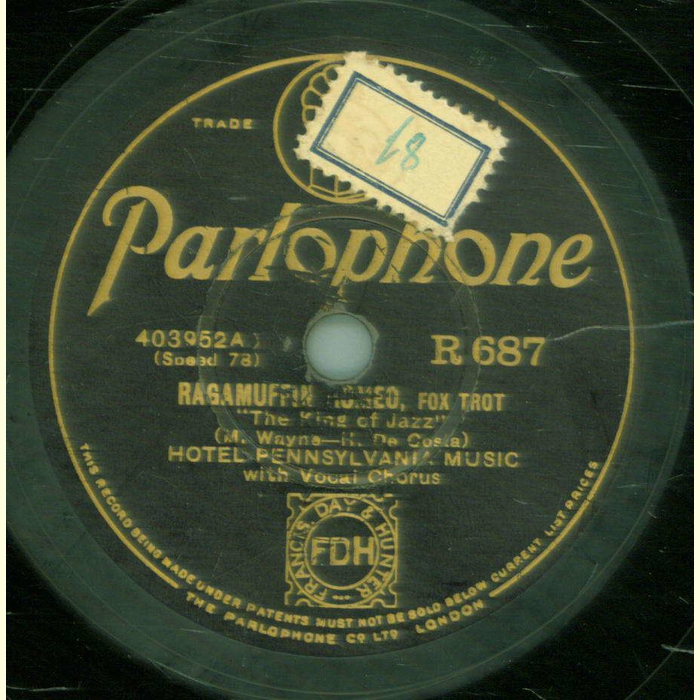 TRADE
18
Parlophone
403952A
(Speed 78)
R 687
RAGAMUFFIN ROMEO, FOX TROT
"The King of Jazz"
(M. Wayne—H. De Costa)
HOTEL PENNSYLVANIA MUSIC
with Vocal Chorus
FRANCIS, DAY & HUNTER
FDH
THIS RECORD BEING MADE UNDER PATENTS MUST NOT BE SOLD BELOW CURRENT LIST PRICES
THE PARLOPHONE CO LTD LONDON